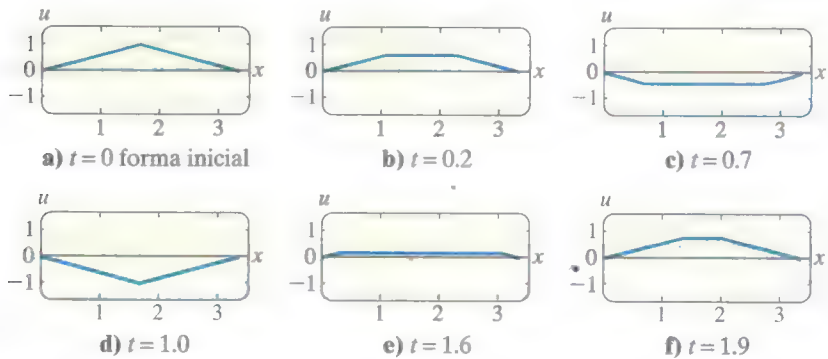 u
1
0
x
−1
1 2 3
a) t = 0 forma inicial
u
1
0
x
−1
1 2 3
b) t = 0.2
u
1
0
x
−1
1 2 3
c) t = 0.7
u
1
0
x
−1
1 2 3
d) t = 1.0
u
1
0
x
−1
1 2 3
e) t = 1.6
u
1
0
x
−1
1 2 3
f) t = 1.9